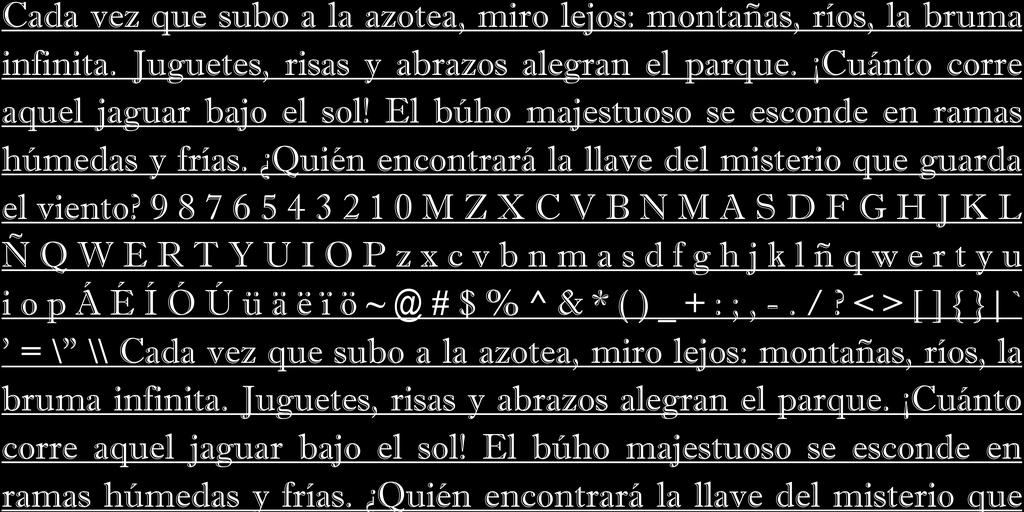 Cada vez que subo a la azotea, miro lejos: montañas, ríos, la bruma
infinita. Juguetes, risas y abrazos alegran el parque. ¡Cuánto corre
aquel jaguar bajo el sol! El búho majestuoso se esconde en ramas
húmedas y frías. ¿Quién encontrará la llave del misterio que guarda
el viento? 9 8 7 6 5 4 3 2 1 0 M Z X C V B N M A S D F G H J K L
Ñ Q W E R T Y U I O P z x c v b n m a s d f g h j k l ñ q w e r t y u
i o p Á É Í Ó Ú ü ä ë ï ö ~ @ # $ % ^ & * ( ) _ + : ; , - . / ? < > [ ] { } | `
’ = \” \\ Cada vez que subo a la azotea, miro lejos: montañas, ríos, la
bruma infinita. Juguetes, risas y abrazos alegran el parque. ¡Cuánto
corre aquel jaguar bajo el sol! El búho majestuoso se esconde en
ramas húmedas y frías. ¿Quién encontrará la llave del misterio que